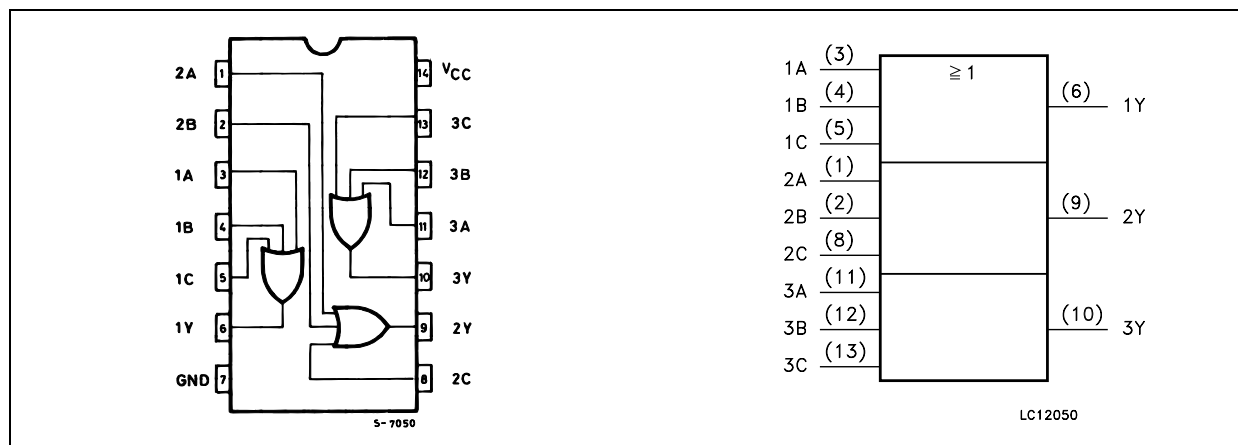 2A 1
2B 2
1A 3
1B 4
1C 5
1Y 6
GND 7
14 VCC
13 3C
12 3B
11 3A
10 3Y
9 2Y
8 2C
S-7050
1A (3)
1B (4)
1C (5)
2A (1)
2B (2)
2C (8)
3A (11)
3B (12)
3C (13)
≧1
(6) 1Y
(9) 2Y
(10) 3Y
LC12050